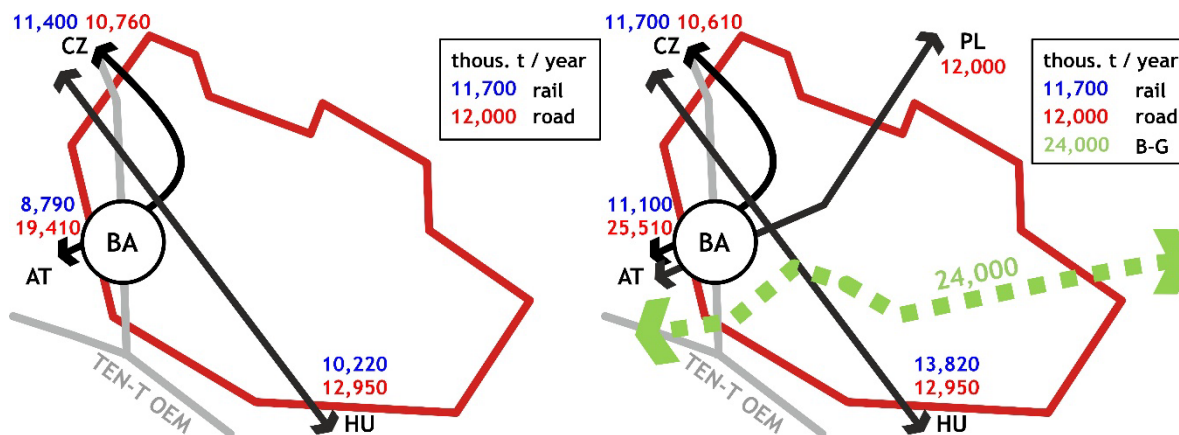 11,400 10,760
CZ
thous. t / year
11,700 rail
12,000 road
8,790
19,410
BA
AT
10,220
12,950
HU
TEN-T OEM
11,700 10,610
CZ
PL
12,000
thous. t / year
11,700 rail
12,000 road
24,000 B-G
11,100
25,510
BA
AT
24,000
13,820
12,950
HU
TEN-T OEM